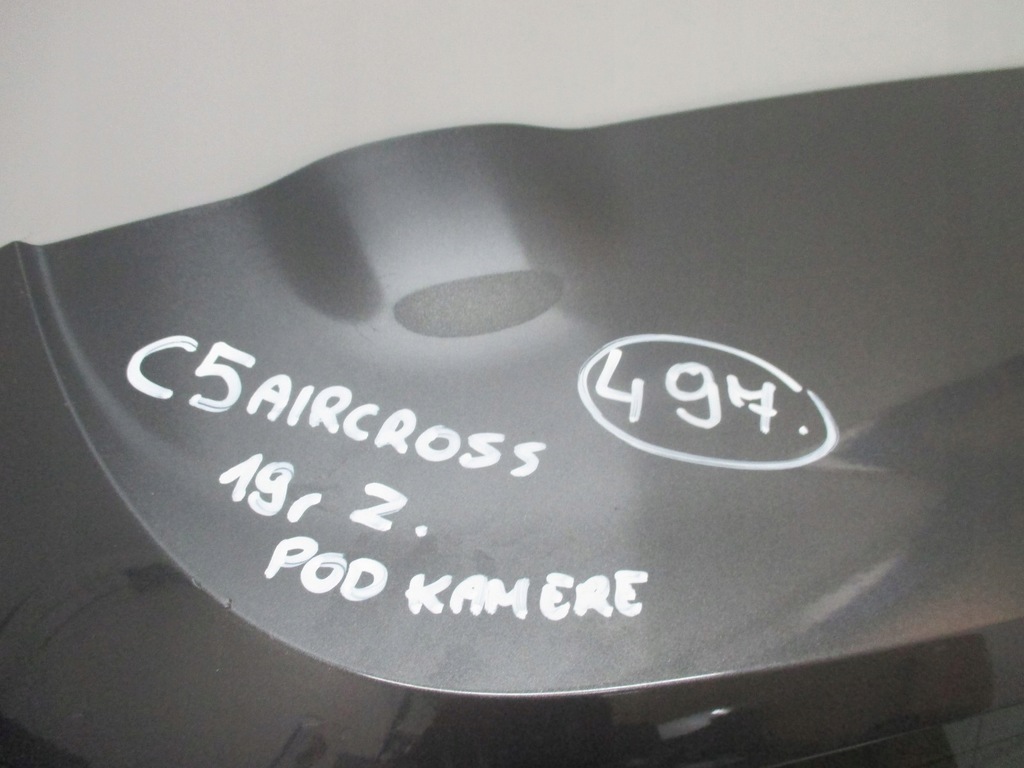 C5 AIRCROSS
497.
19r Z.
POD KAMERE